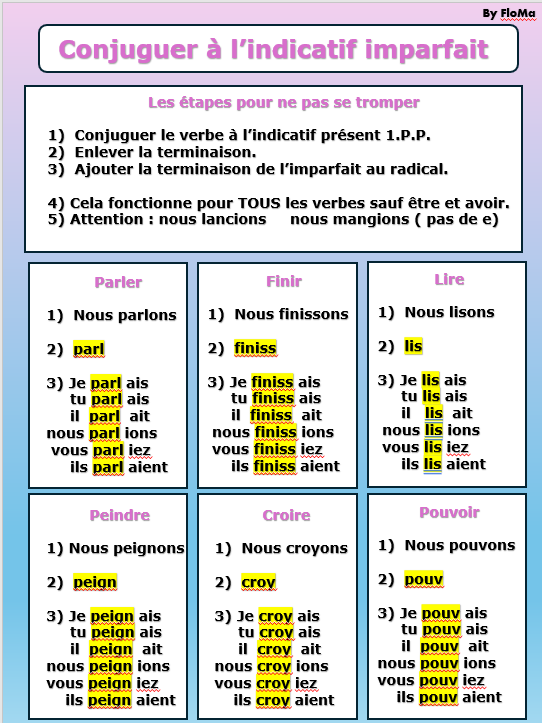 By FloMa
Conjuguer à l’indicatif imparfait
Les étapes pour ne pas se tromper
1) Conjuguer le verbe à l’indicatif présent 1.P.P.
2) Enlever la terminaison.
3) Ajouter la terminaison de l’imparfait au radical.
4) Cela fonctionne pour TOUS les verbes sauf être et avoir.
5) Attention : nous lancions nous mangions ( pas de e)
Parler
1) Nous parlons
2) parl
3) Je parl ais
tu parl ais
il parl ait
nous parl ions
vous parl iez
ils parl aient
Finir
1) Nous finissons
2) finiss
3) Je finiss ais
tu finiss ais
il finiss ait
nous finiss ions
vous finiss iez
ils finiss aient
Lire
1) Nous lisons
2) lis
3) Je lis ais
tu lis ais
il lis ait
nous lis ions
vous lis iez
ils lis aient
Peindre
1) Nous peignons
2) peign
3) Je peign ais
tu peign ais
il peign ait
nous peign ions
vous peign iez
ils peign aient
Croire
1) Nous croyons
2) croy
3) Je croy ais
tu croy ais
il croy ait
nous croy ions
vous croy iez
ils croy aient
Pouvoir
1) Nous pouvons
2) pouv
3) Je pouv ais
tu pouv ais
il pouv ait
nous pouv ions
vous pouv iez
ils pouv aient